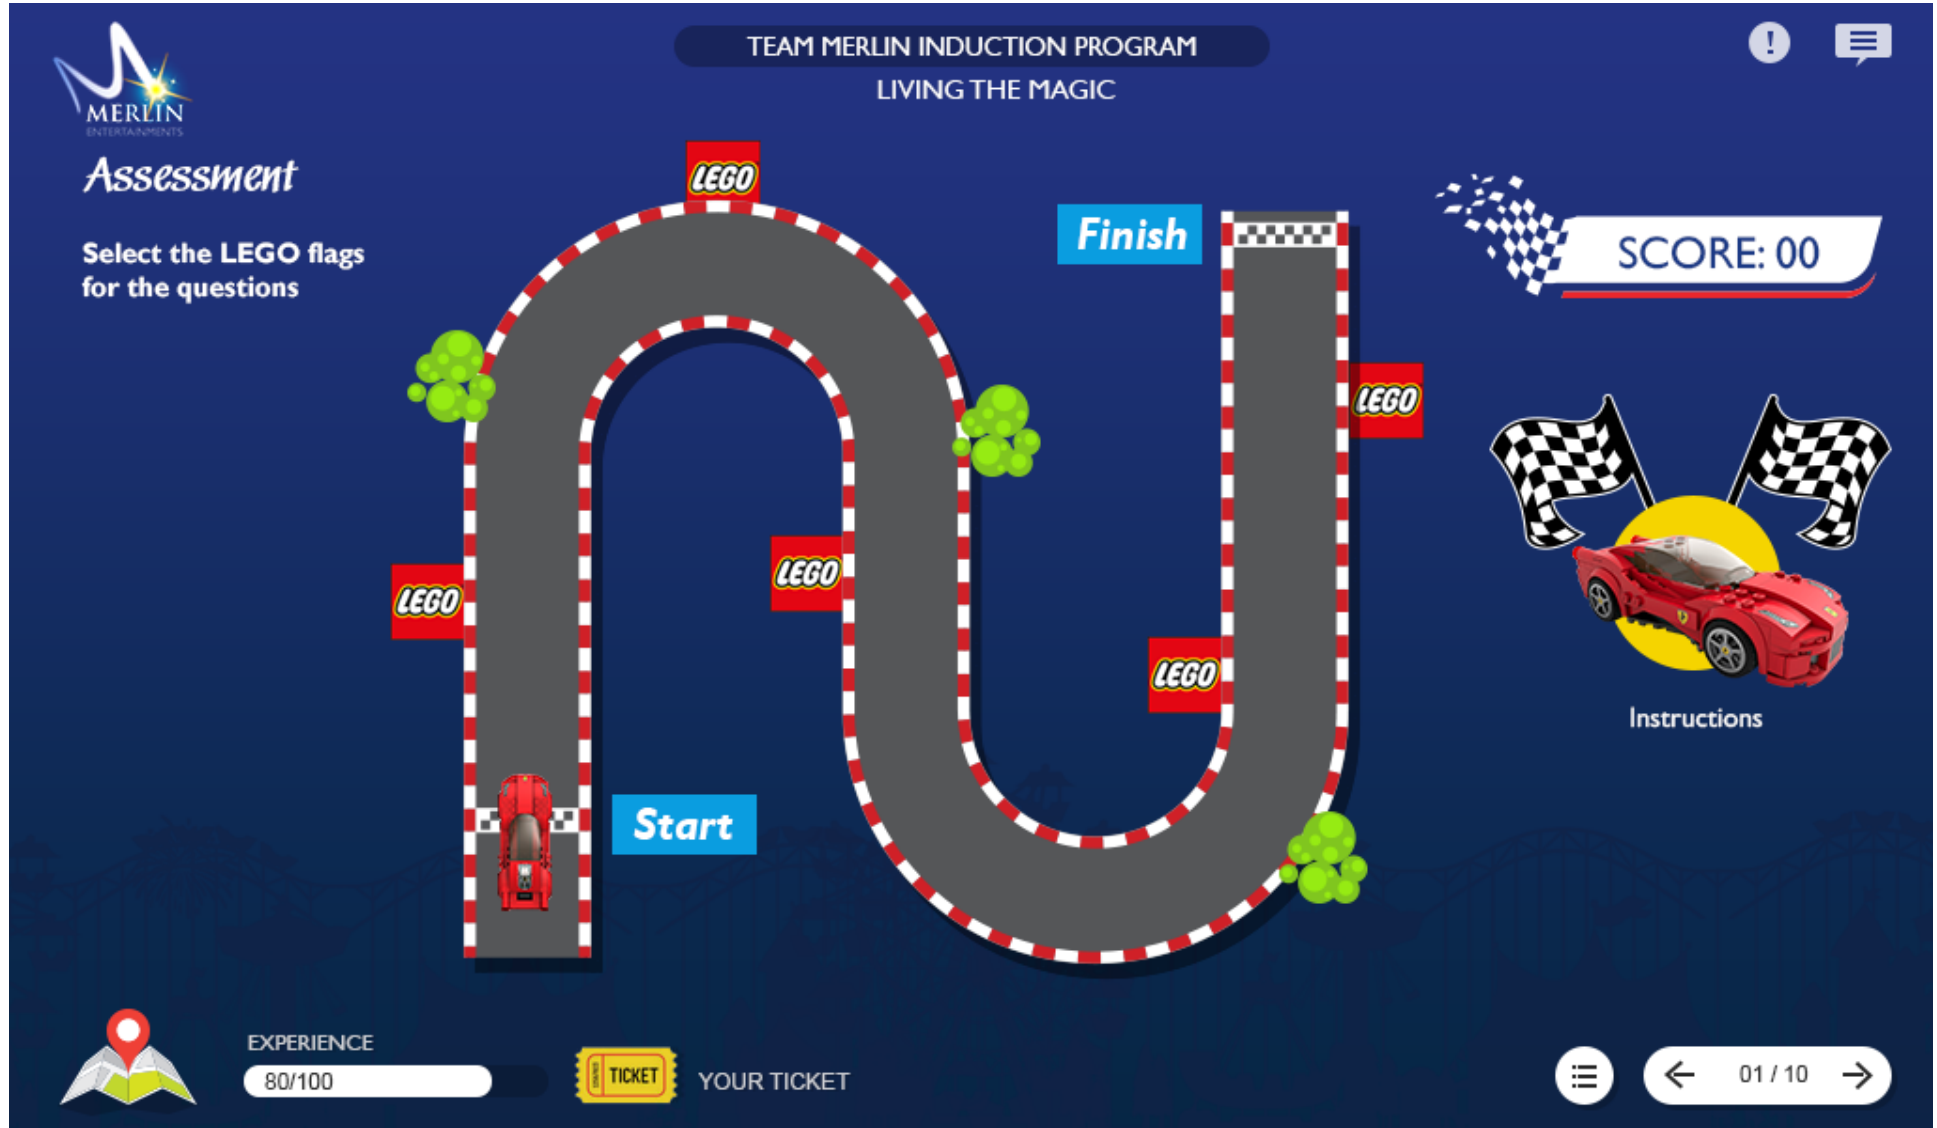 TEAM MERLIN INDUCTION PROGRAM
LIVING THE MAGIC
!
MERLIN
ENTERTAINMENTS
Assessment
Select the LEGO flags
for the questions
LEGO
Finish
SCORE: 00
LEGO
LEGO
LEGO
LEGO
Instructions
Start
EXPERIENCE
80/100
TICKET
YOUR TICKET
01 / 10